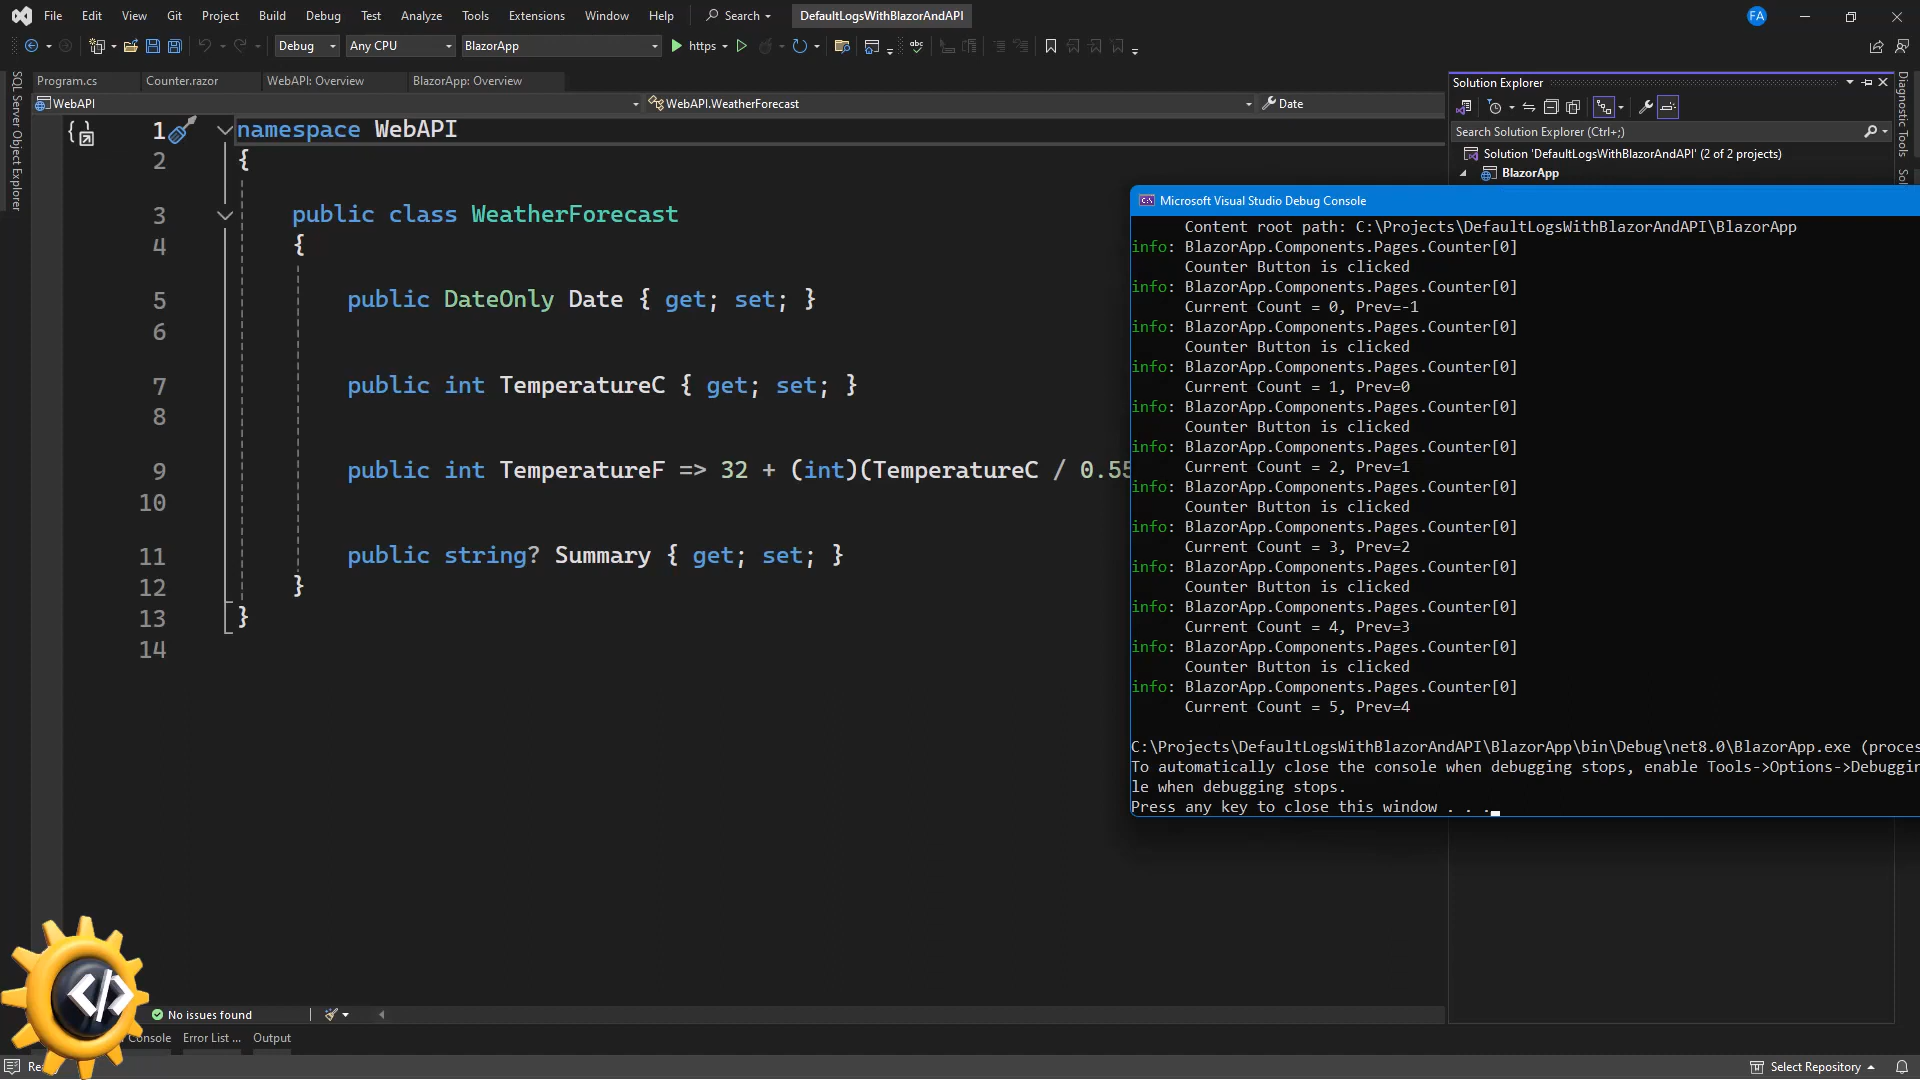 File Edit View Git Project Build Debug Test Analyze Tools Extensions Window Help Search DefaultLogsWithBlazorAndAPI FA
Debug Any CPU BlazorApp https abc
Program.cs Counter.razor WebAPI: Overview BlazorApp: Overview
WebAPI WebAPI.WeatherForecast Date
SQL Server Object Explorer
1 namespace WebAPI
2 {
3 public class WeatherForecast
4 {
5 public DateOnly Date { get; set; }
6
7 public int TemperatureC { get; set; }
8
9 public int TemperatureF => 32 + (int)(TemperatureC / 0.55
10
11 public string? Summary { get; set; }
12 }
13 }
14
Solution Explorer
Search Solution Explorer (Ctrl+;)
Solution 'DefaultLogsWithBlazorAndAPI' (2 of 2 projects)
BlazorApp
Diagnostic Tools
Microsoft Visual Studio Debug Console
Content root path: C:\Projects\DefaultLogsWithBlazorAndAPI\BlazorApp
info: BlazorApp.Components.Pages.Counter[0]
Counter Button is clicked
info: BlazorApp.Components.Pages.Counter[0]
Current Count = 0, Prev=-1
info: BlazorApp.Components.Pages.Counter[0]
Counter Button is clicked
info: BlazorApp.Components.Pages.Counter[0]
Current Count = 1, Prev=0
info: BlazorApp.Components.Pages.Counter[0]
Counter Button is clicked
info: BlazorApp.Components.Pages.Counter[0]
Current Count = 2, Prev=1
info: BlazorApp.Components.Pages.Counter[0]
Counter Button is clicked
info: BlazorApp.Components.Pages.Counter[0]
Current Count = 3, Prev=2
info: BlazorApp.Components.Pages.Counter[0]
Counter Button is clicked
info: BlazorApp.Components.Pages.Counter[0]
Current Count = 4, Prev=3
info: BlazorApp.Components.Pages.Counter[0]
Counter Button is clicked
info: BlazorApp.Components.Pages.Counter[0]
Current Count = 5, Prev=4
C:\Projects\DefaultLogsWithBlazorAndAPI\BlazorApp\bin\Debug\net8.0\BlazorApp.exe (proces
To automatically close the console when debugging stops, enable Tools->Options->Debuggin
le when debugging stops.
Press any key to close this window . . .
</>
No issues found
Console Error List ... Output
Select Repository